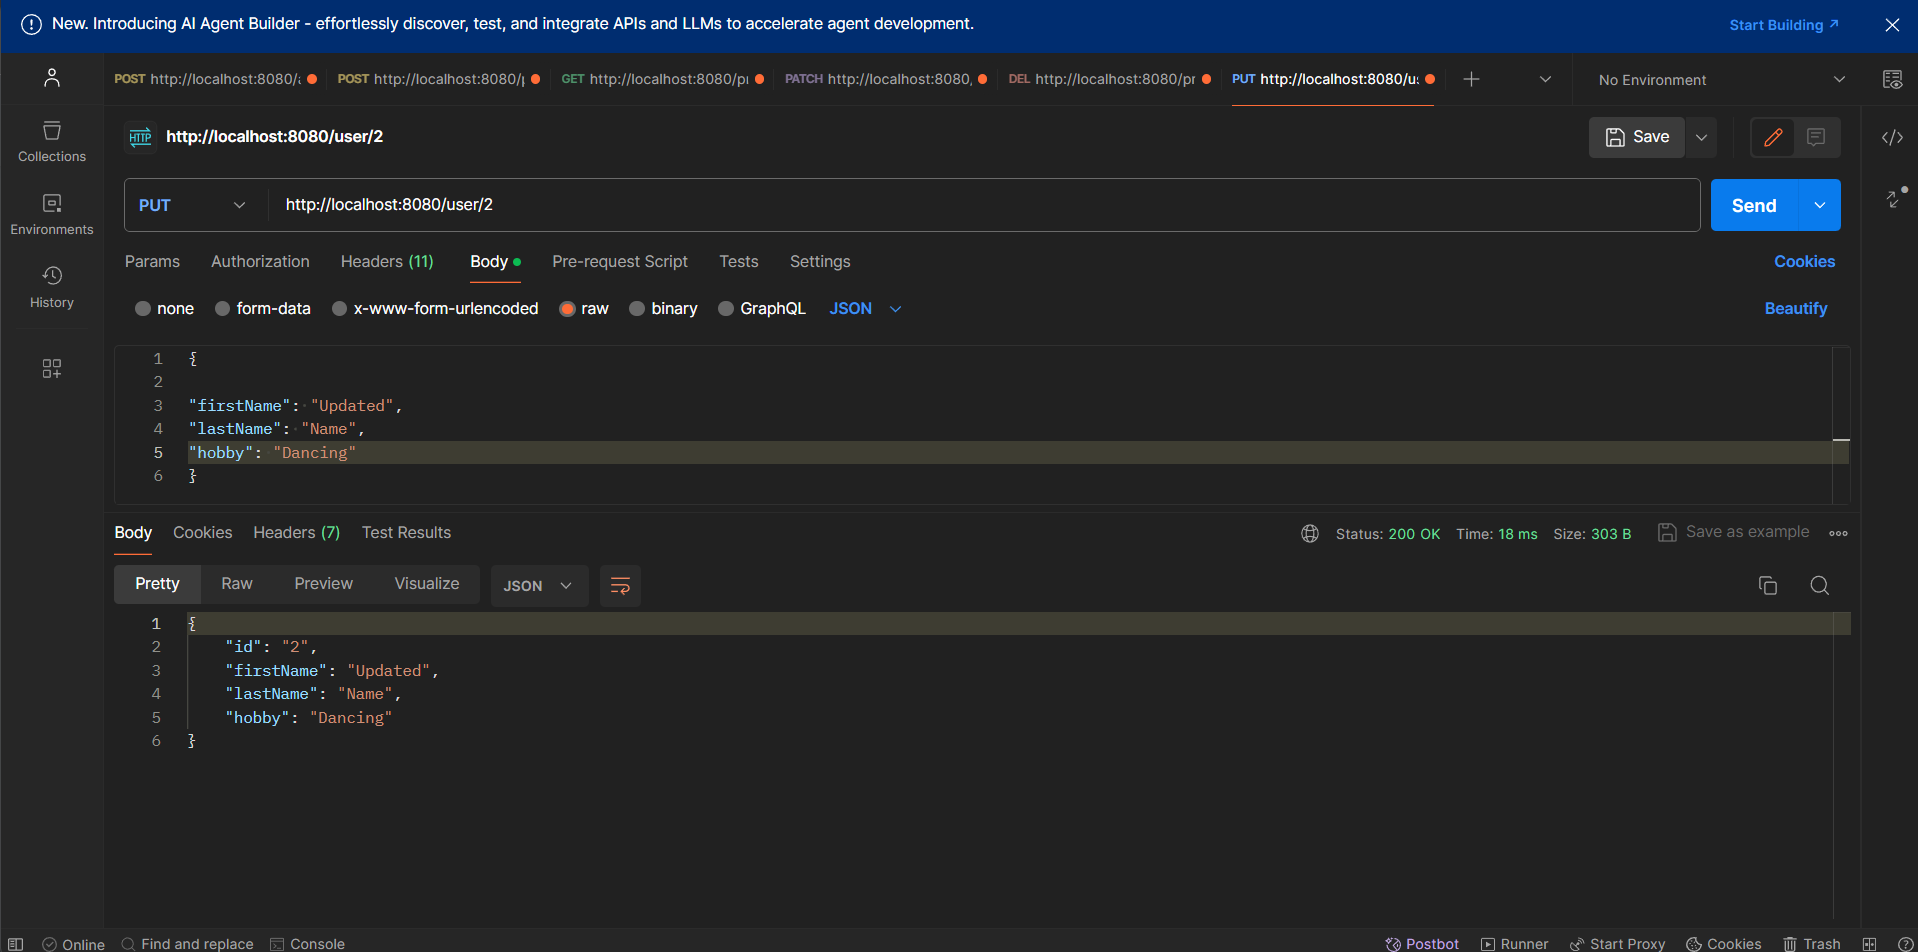 New. Introducing AI Agent Builder - effortlessly discover, test, and integrate APIs and LLMs to accelerate agent development.
Start Building
POST http://localhost:8080/
POST http://localhost:8080/
GET http://localhost:8080/p
PATCH http://localhost:8080,
DEL http://localhost:8080/pr
PUT http://localhost:8080/u
No Environment
Collections
Environments
History
HTTP http://localhost:8080/user/2
Save
PUT
http://localhost:8080/user/2
Send
Params Authorization Headers (11) Body Pre-request Script Tests Settings
Cookies
none form-data x-www-form-urlencoded raw binary GraphQL JSON
Beautify
1 {
2
3 "firstName": "Updated",
4 "lastName": "Name",
5 "hobby": "Dancing"
6 }
Body Cookies Headers (7) Test Results
Status: 200 OK Time: 18 ms Size: 303 B Save as example
Pretty Raw Preview Visualize JSON
1 {
2 "id": "2",
3 "firstName": "Updated",
4 "lastName": "Name",
5 "hobby": "Dancing"
6 }
Online Find and replace Console
Postbot Runner Start Proxy Cookies Trash